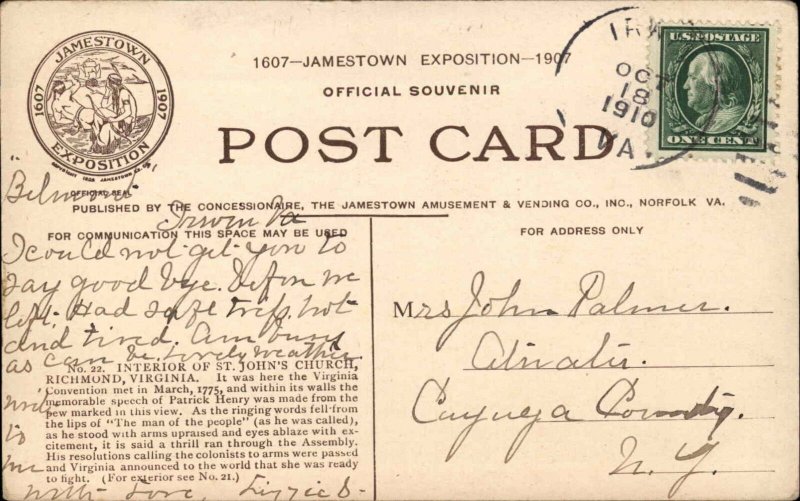 JAMESTOWN
1607 1907
EXPOSITION
OFFICIAL SEAL
1607—JAMESTOWN EXPOSITION—1907
OFFICIAL SOUVENIR
POST CARD
OCT
18
1910
VA.
U.S. POSTAGE
ONE CENT
PUBLISHED BY THE CONCESSIONAIRE, THE JAMESTOWN AMUSEMENT & VENDING CO., INC., NORFOLK VA.
"Belmont"
Irwin Va
FOR COMMUNICATION THIS SPACE MAY BE USED
I could not get you to
say good bye. Before we
left. Had safe trip, hot
and tired. Am busy
as can be. Lovely weather.
No. 22. INTERIOR OF ST. JOHN'S CHURCH,
RICHMOND, VIRGINIA. It was here the Virginia
Convention met in March, 1775, and within its walls the
memorable speech of Patrick Henry was made from the
pew marked in this view. As the ringing words fell from
the lips of "The man of the people" (as he was called),
as he stood with arms upraised and eyes ablaze with ex-
citement, it is said a thrill ran through the Assembly.
His resolutions calling the colonists to arms were passed
and Virginia announced to the world that she was ready
to fight. (For exterior see No. 21.)
write
to
me
With Love, Lizzie D-
FOR ADDRESS ONLY
Mrs John Palmer.
Cayuga County.
N.Y.